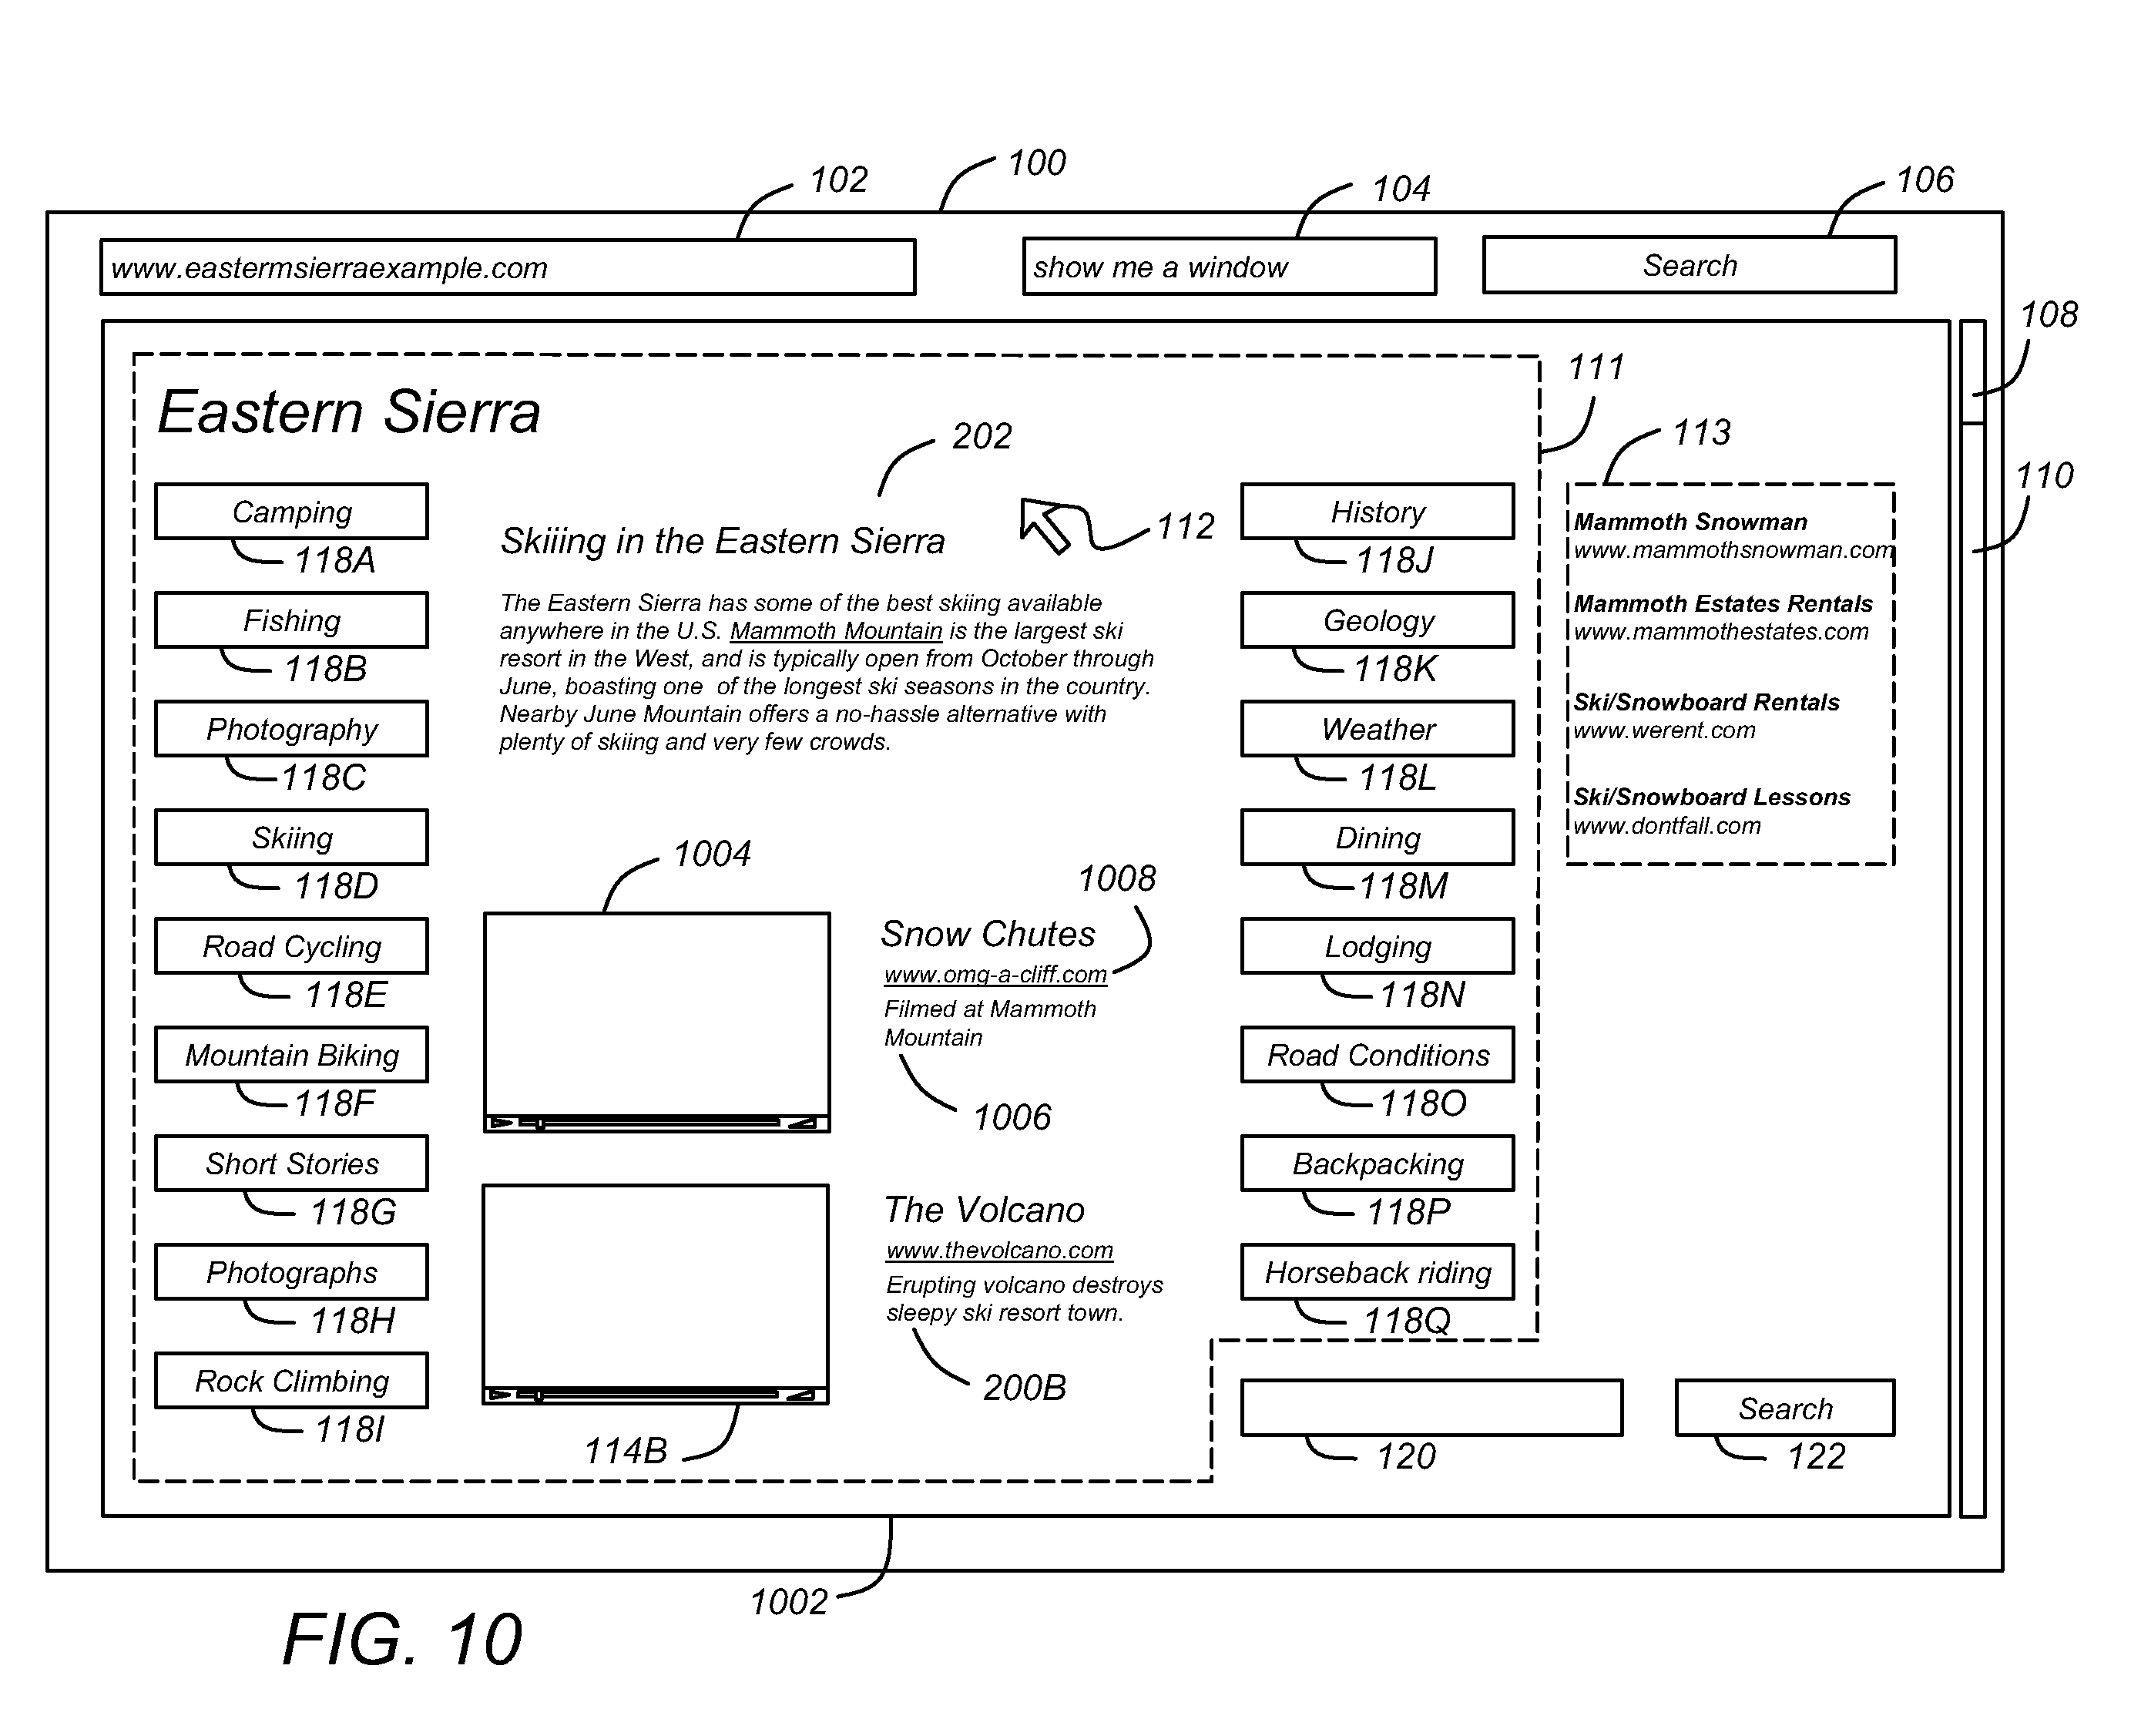 100
102
104
106
www.eastermsierraexample.com
show me a window
Search
108
111
Eastern Sierra
202
113
110
Camping
118A
Fishing
118B
Photography
118C
Skiing
118D
Road Cycling
118E
Mountain Biking
118F
Short Stories
118G
Photographs
118H
Rock Climbing
118I
Skiiing in the Eastern Sierra
112
The Eastern Sierra has some of the best skiing available
anywhere in the U.S. Mammoth Mountain is the largest ski
resort in the West, and is typically open from October through
June, boasting one of the longest ski seasons in the country.
Nearby June Mountain offers a no-hassle alternative with
plenty of skiing and very few crowds.
1004
1008
Snow Chutes
www.omg-a-cliff.com
Filmed at Mammoth
Mountain
1006
The Volcano
www.thevolcano.com
Erupting volcano destroys
sleepy ski resort town.
200B
114B
History
118J
Geology
118K
Weather
118L
Dining
118M
Lodging
118N
Road Conditions
118O
Backpacking
118P
Horseback riding
118Q
Mammoth Snowman
www.mammothsnowman.com
Mammoth Estates Rentals
www.mammothestates.com
Ski/Snowboard Rentals
www.werent.com
Ski/Snowboard Lessons
www.dontfall.com
Search
120
122
1002
FIG. 10